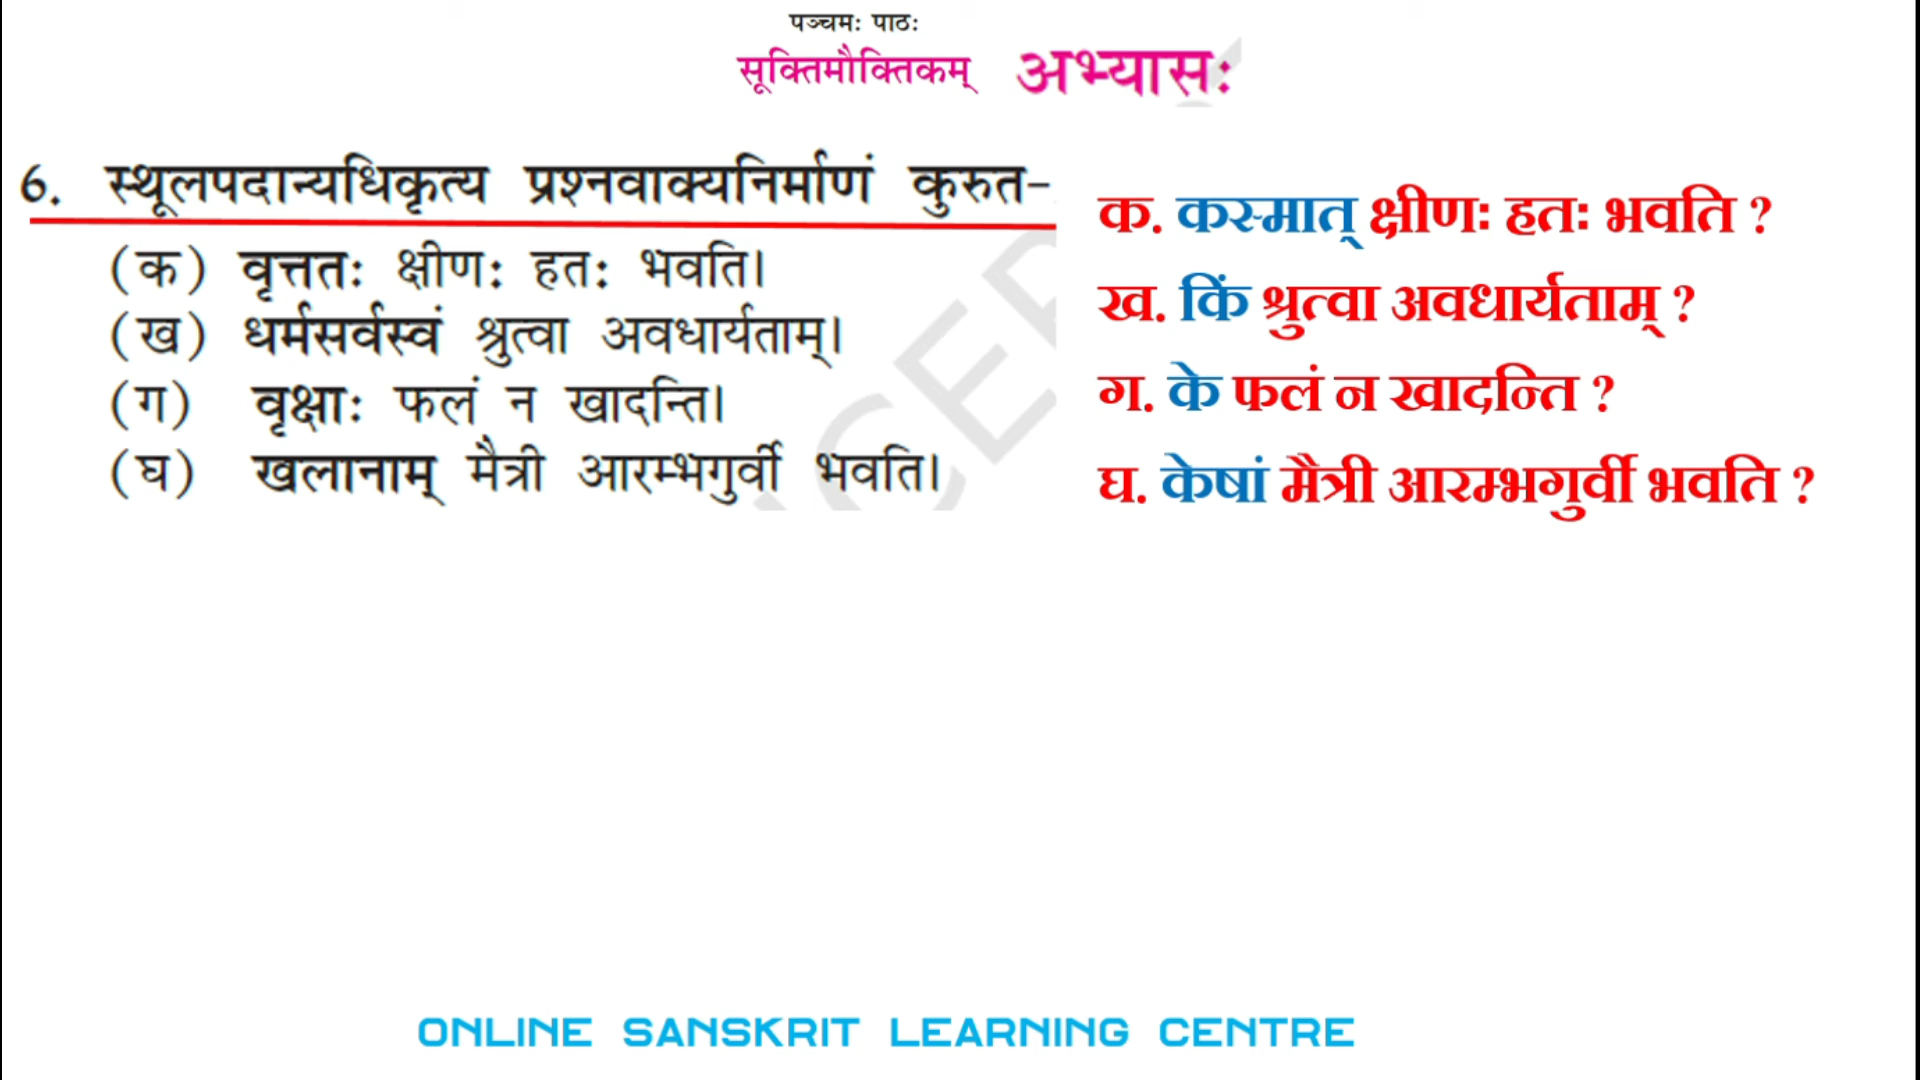 पञ्चमः पाठः
सूक्तिमौक्तिकम् अभ्यासः
6. स्थूलपदान्यधिकृत्य प्रश्नवाक्यनिर्माणं कुरुत-
(क) वृत्ततः क्षीणः हतः भवति।
(ख) धर्मसर्वस्वं श्रुत्वा अवधार्यताम्।
(ग) वृक्षाः फलं न खादन्ति।
(घ) खलानाम् मैत्री आरम्भगुर्वी भवति।
क. कस्मात् क्षीणः हतः भवति ?
ख. किं श्रुत्वा अवधार्यताम् ?
ग. के फलं न खादन्ति ?
घ. केषां मैत्री आरम्भगुर्वी भवति ?
ONLINE SANSKRIT LEARNING CENTRE